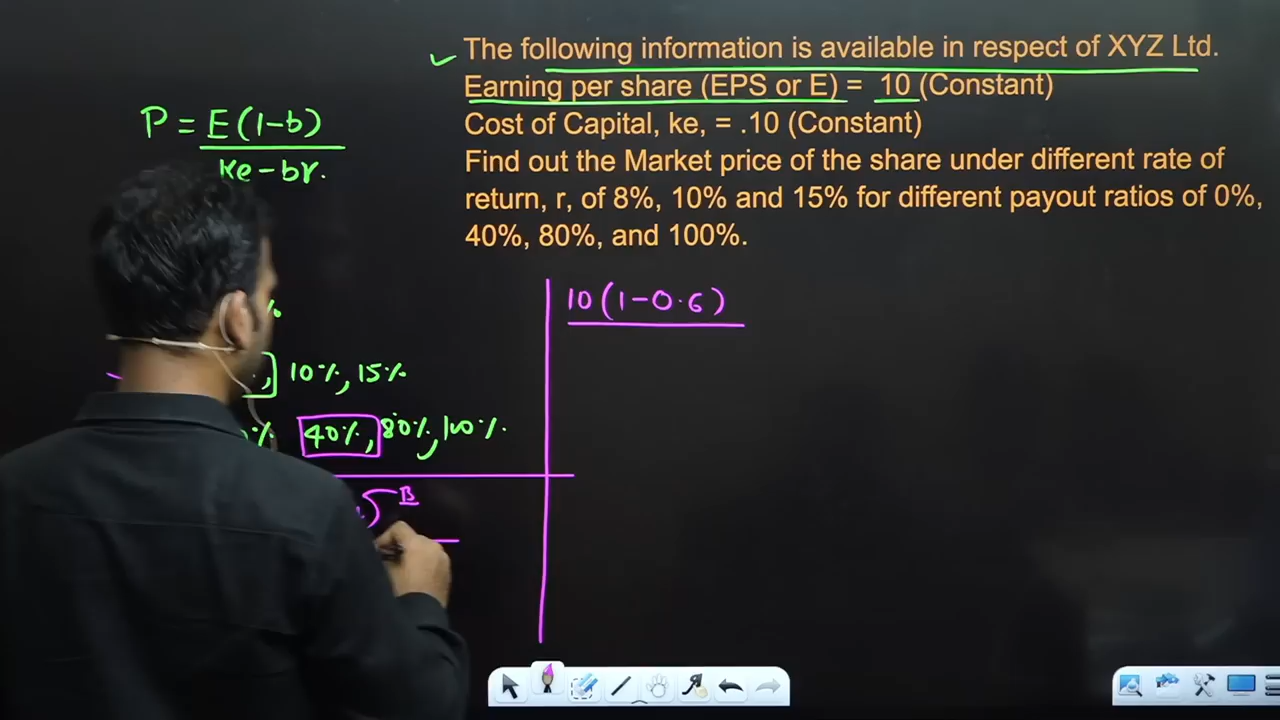 The following information is available in respect of XYZ Ltd.
Earning per share (EPS or E) = 10 (Constant)
Cost of Capital, ke, = .10 (Constant)
Find out the Market price of the share under different rate of
return, r, of 8%, 10% and 15% for different payout ratios of 0%,
40%, 80%, and 100%.
P = E(1-b)
ke-br.
%
, 10%, 15%
% 40%, 80%, 100%.
B
10(1-0.6)